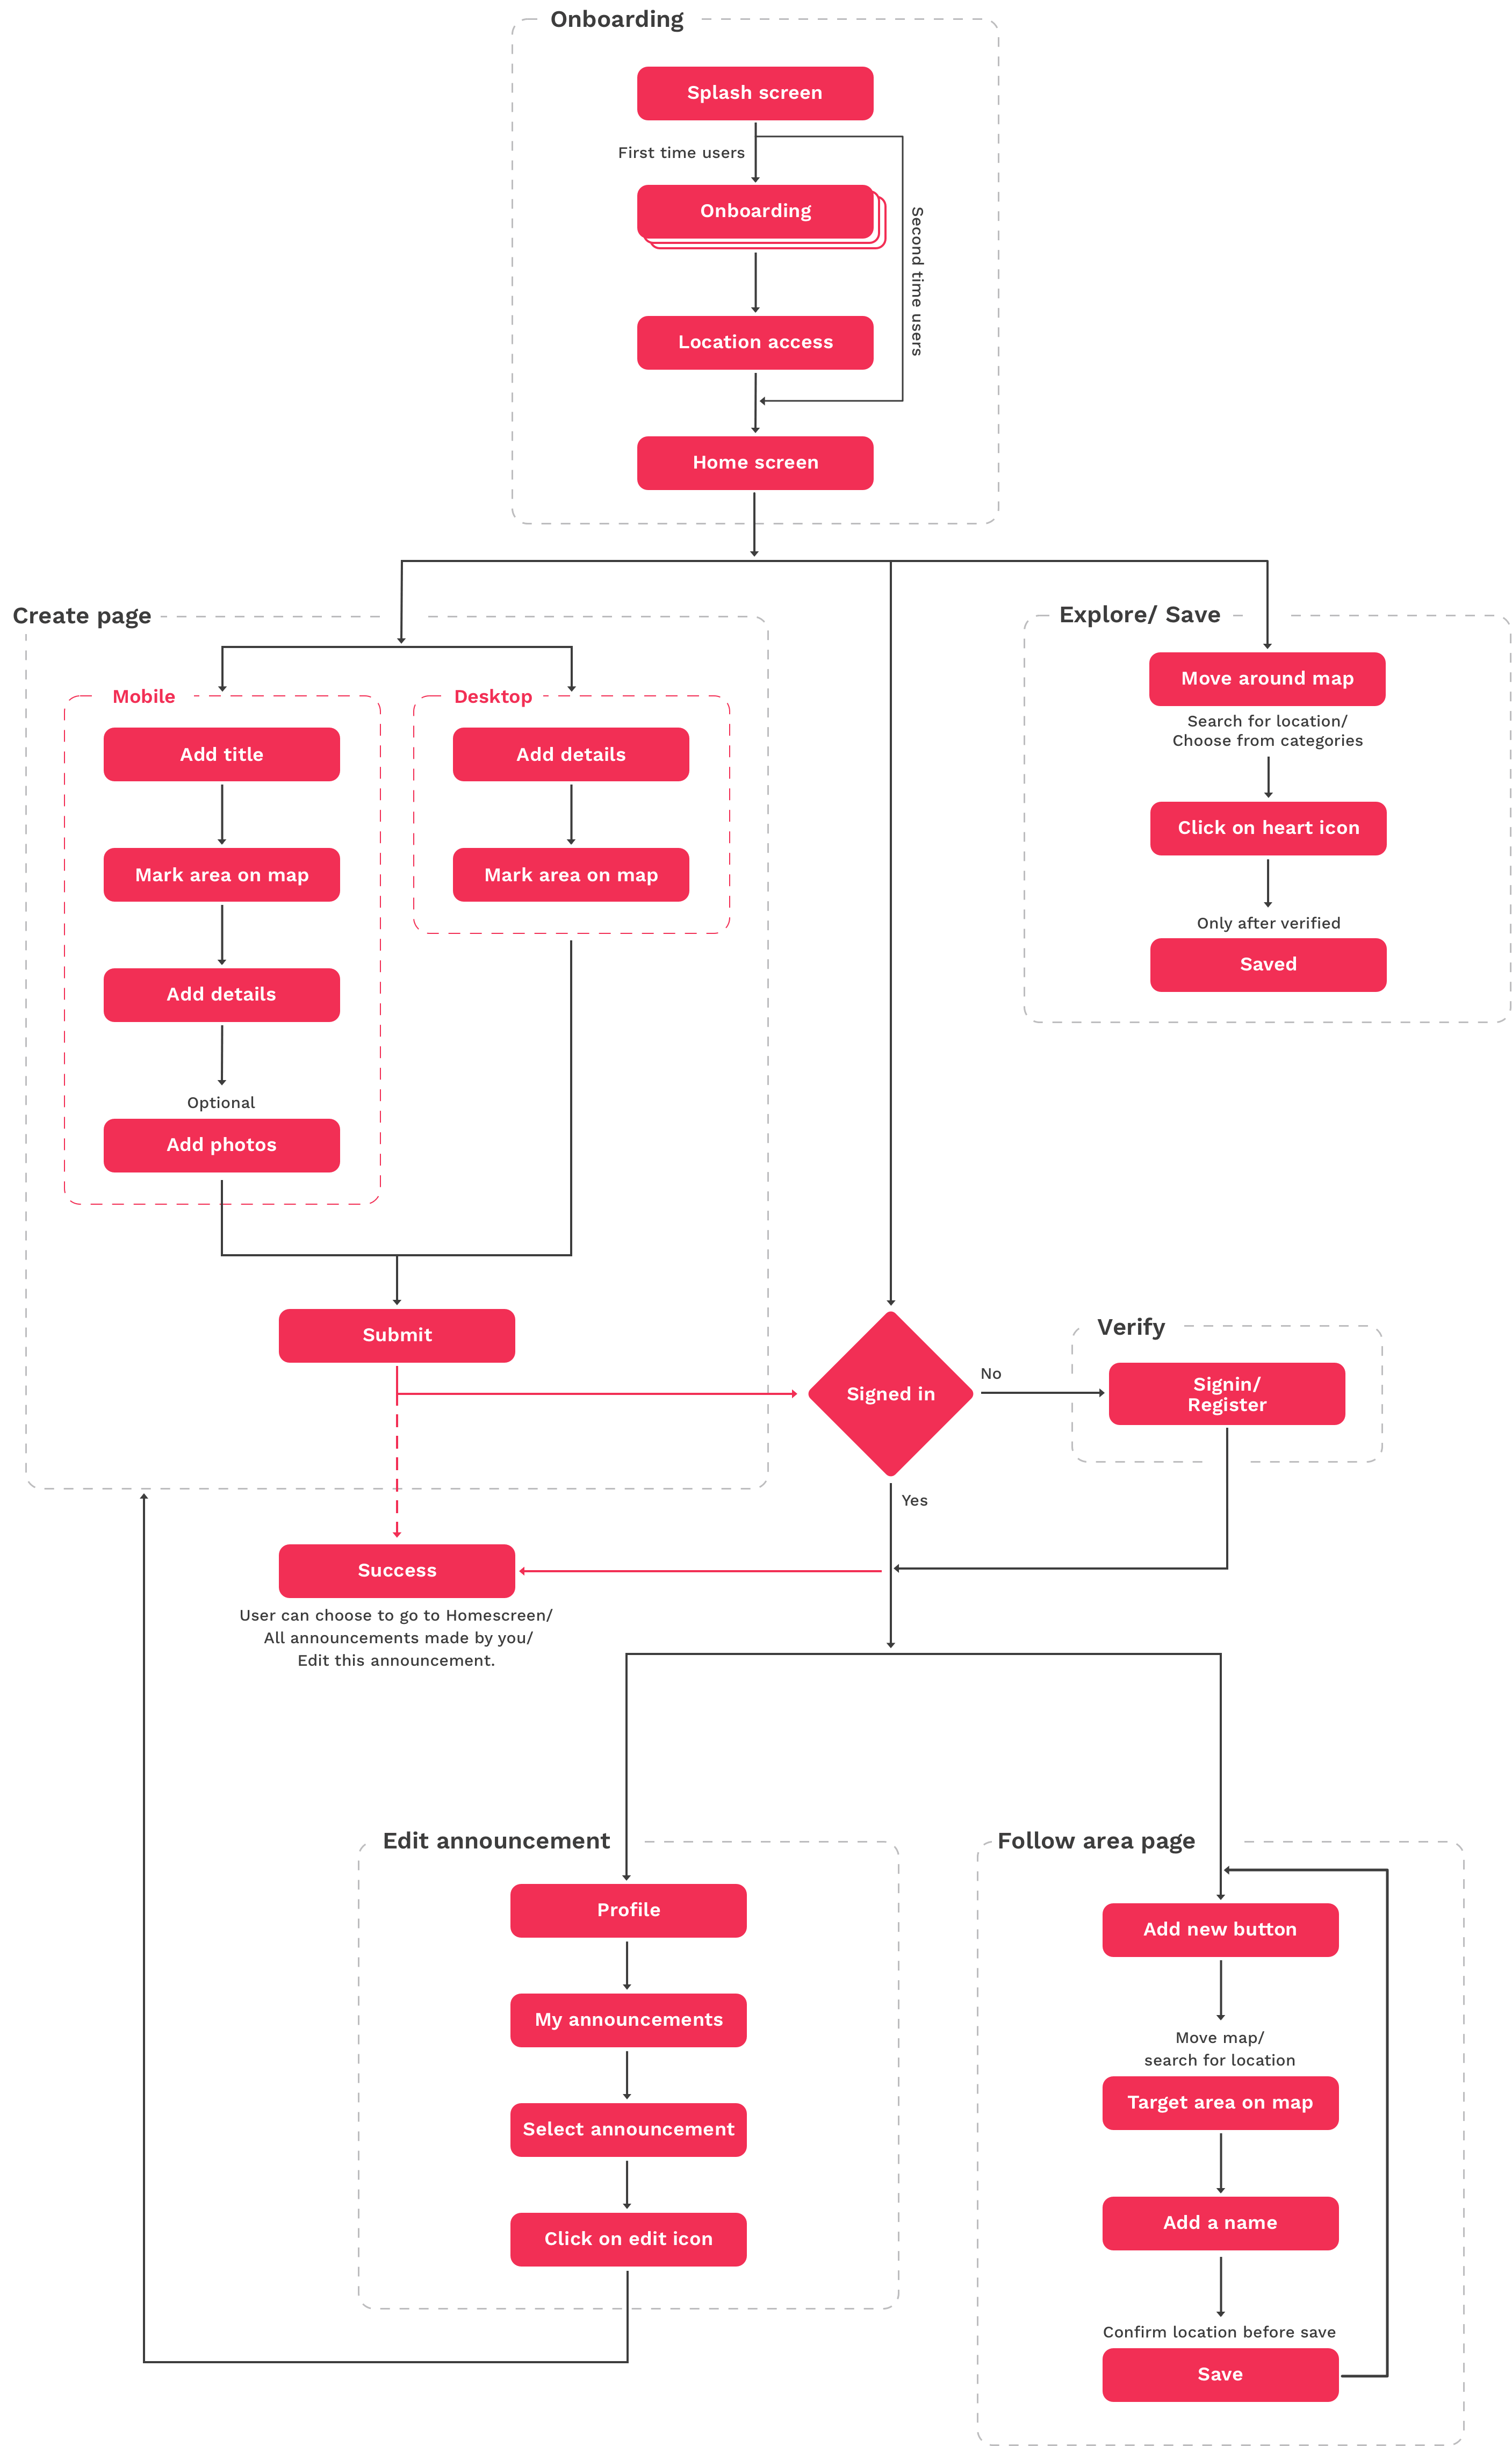 Onboarding
Splash screen
First time users
Onboarding
Second time users
Location access
Home screen
Create page
Mobile
Add title
Mark area on map
Add details
Optional
Add photos
Desktop
Add details
Mark area on map
Submit
Explore/ Save
Move around map
Search for location/
Choose from categories
Click on heart icon
Only after verified
Saved
Signed in
No
Verify
Signin/
Register
Yes
Success
User can choose to go to Homescreen/
All announcements made by you/
Edit this announcement.
Edit announcement
Profile
My announcements
Select announcement
Click on edit icon
Follow area page
Add new button
Move map/
search for location
Target area on map
Add a name
Confirm location before save
Save